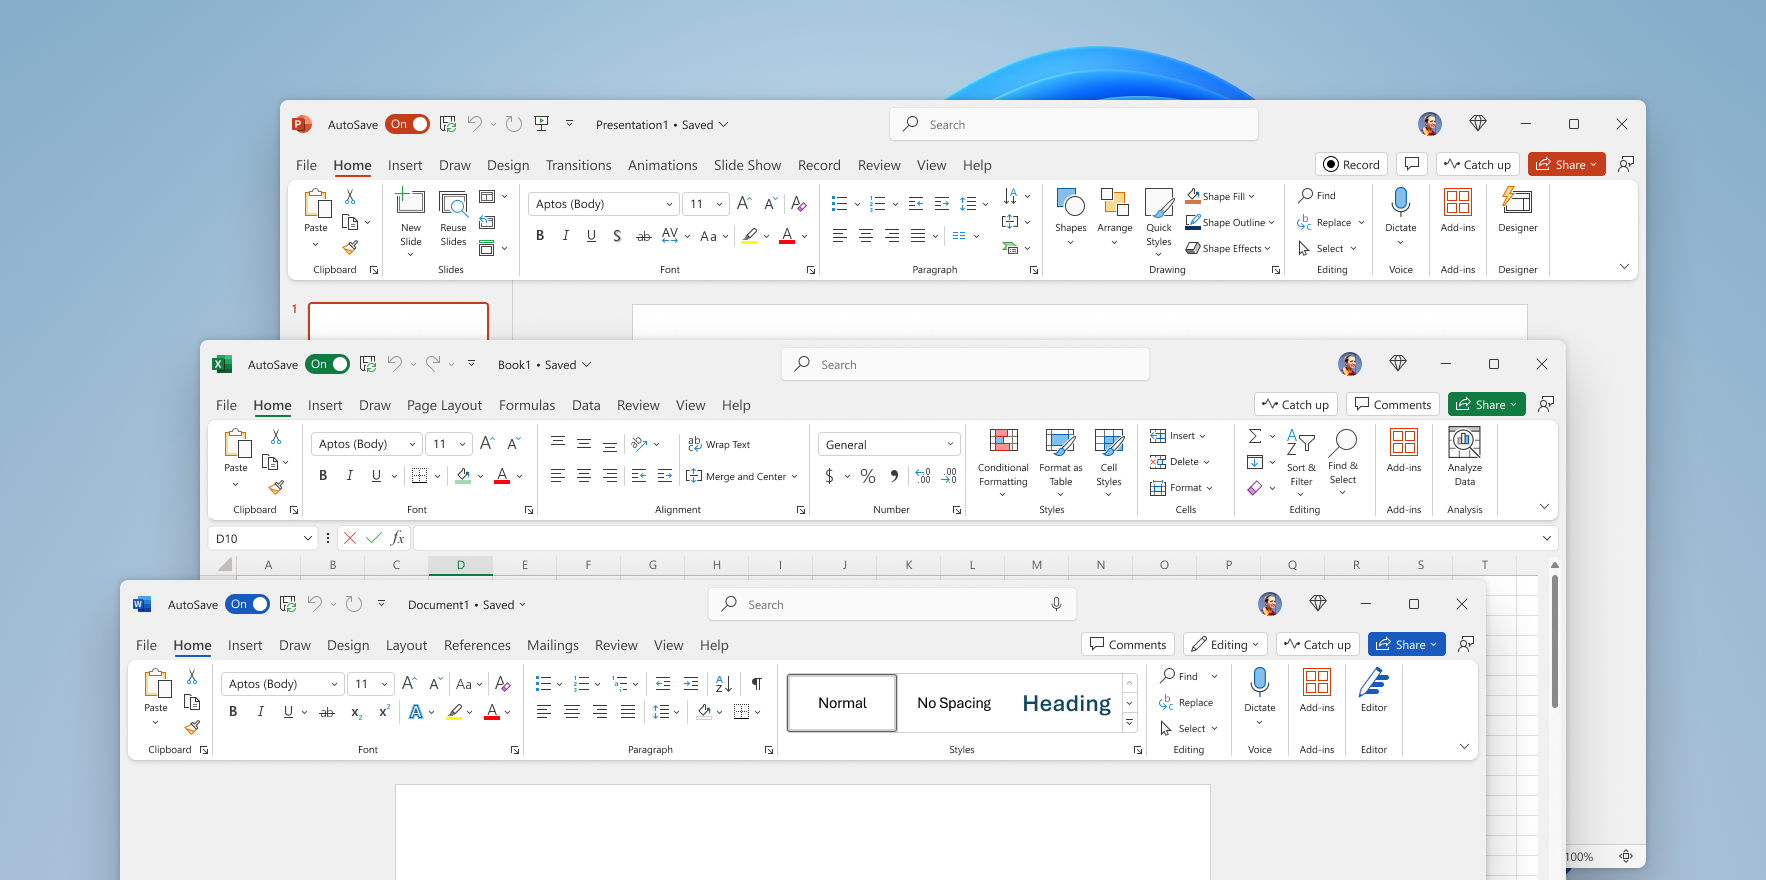 AutoSave On Presentation1 • Saved Search
File Home Insert Draw Design Transitions Animations Slide Show Record Review View Help Record Catch up Share
Paste New Slide Reuse Slides Aptos (Body) 11 Shapes Arrange Quick Styles Shape Fill Shape Outline Shape Effects Find Replace Select Dictate Add-ins Designer
B I U S ab AV Aa A
Clipboard Slides Font Paragraph Drawing Editing Voice Add-ins Designer
1
AutoSave On Book1 • Saved Search
File Home Insert Draw Page Layout Formulas Data Review View Help Catch up Comments Share
Paste Aptos (Body) 11 Wrap Text General Conditional Formatting Format as Table Cell Styles Insert Delete Format Sort & Filter Find & Select Add-ins Analyze Data
B I U A Merge and Center $ % 9 .00 .00
Clipboard Font Alignment Number Styles Cells Editing Add-ins Analysis
D10 fx
A B C D E F G H I J K L M N O P Q R S T
AutoSave On Document1 • Saved Search
File Home Insert Draw Design Layout References Mailings Review View Help Comments Editing Catch up Share
Paste Aptos (Body) 11 Aa Normal No Spacing Heading Find Replace Select Dictate Add-ins Editor
B I U ab x2 x2 A A
Clipboard Font Paragraph Styles Editing Voice Add-ins Editor
100%